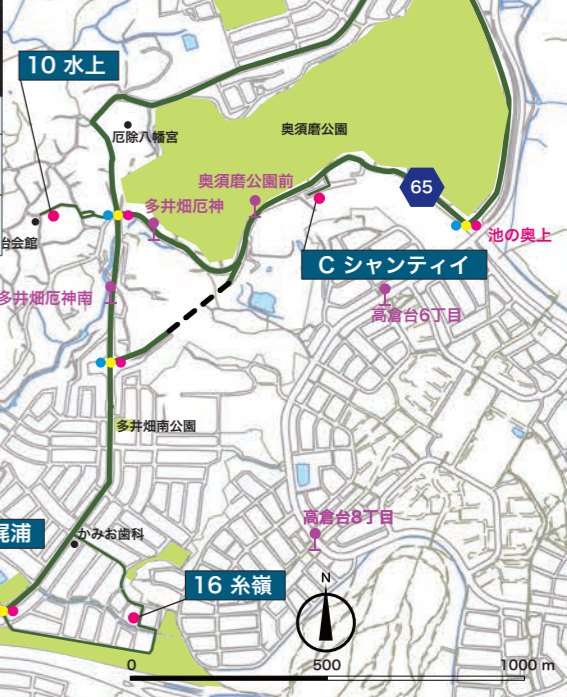 10 水上
厄除八幡宮
奥須磨公園
奥須磨公園前
65
多井畑厄神
治会館
池の奥上
C シャンティイ
多井畑厄神南
高倉台6丁目
多井畑南公園
高倉台8丁目
尾浦
かみお歯科
16 糸嶺
N
0
500
1000 m